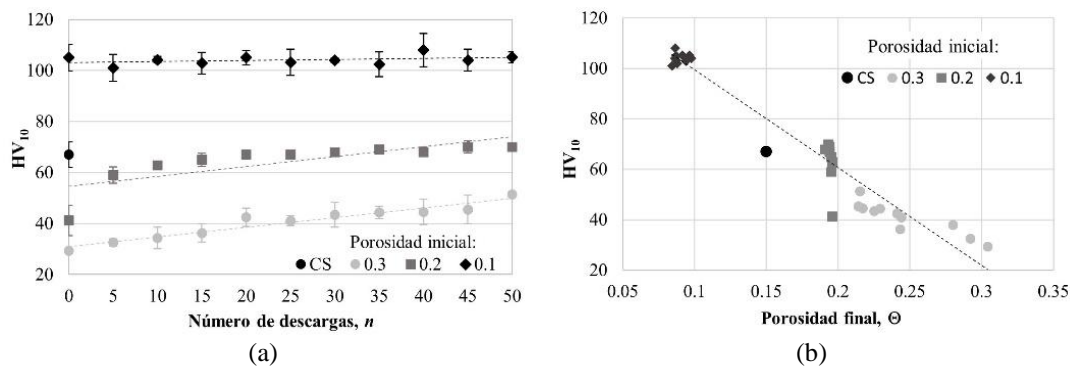 120
100
80
60
40
20
HV10
0 5 10 15 20 25 30 35 40 45 50
Número de descargas, n
Porosidad inicial:
CS 0.3 0.2 0.1
(a)
120
100
80
60
40
20
HV10
0.05 0.1 0.15 0.2 0.25 0.3 0.35
Porosidad final, Θ
Porosidad inicial:
CS 0.3 0.2 0.1
(b)